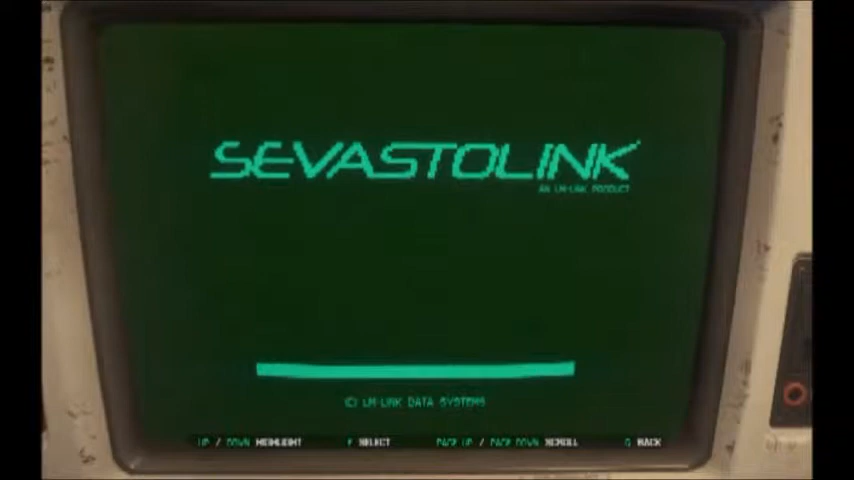 SEVASTOLINK
AN LM-LINK PRODUCT
(C) LM-LINK DATA SYSTEMS
UP / DOWN HIGHLIGHT E SELECT PAGE UP / PAGE DOWN SCROLL Q BACK